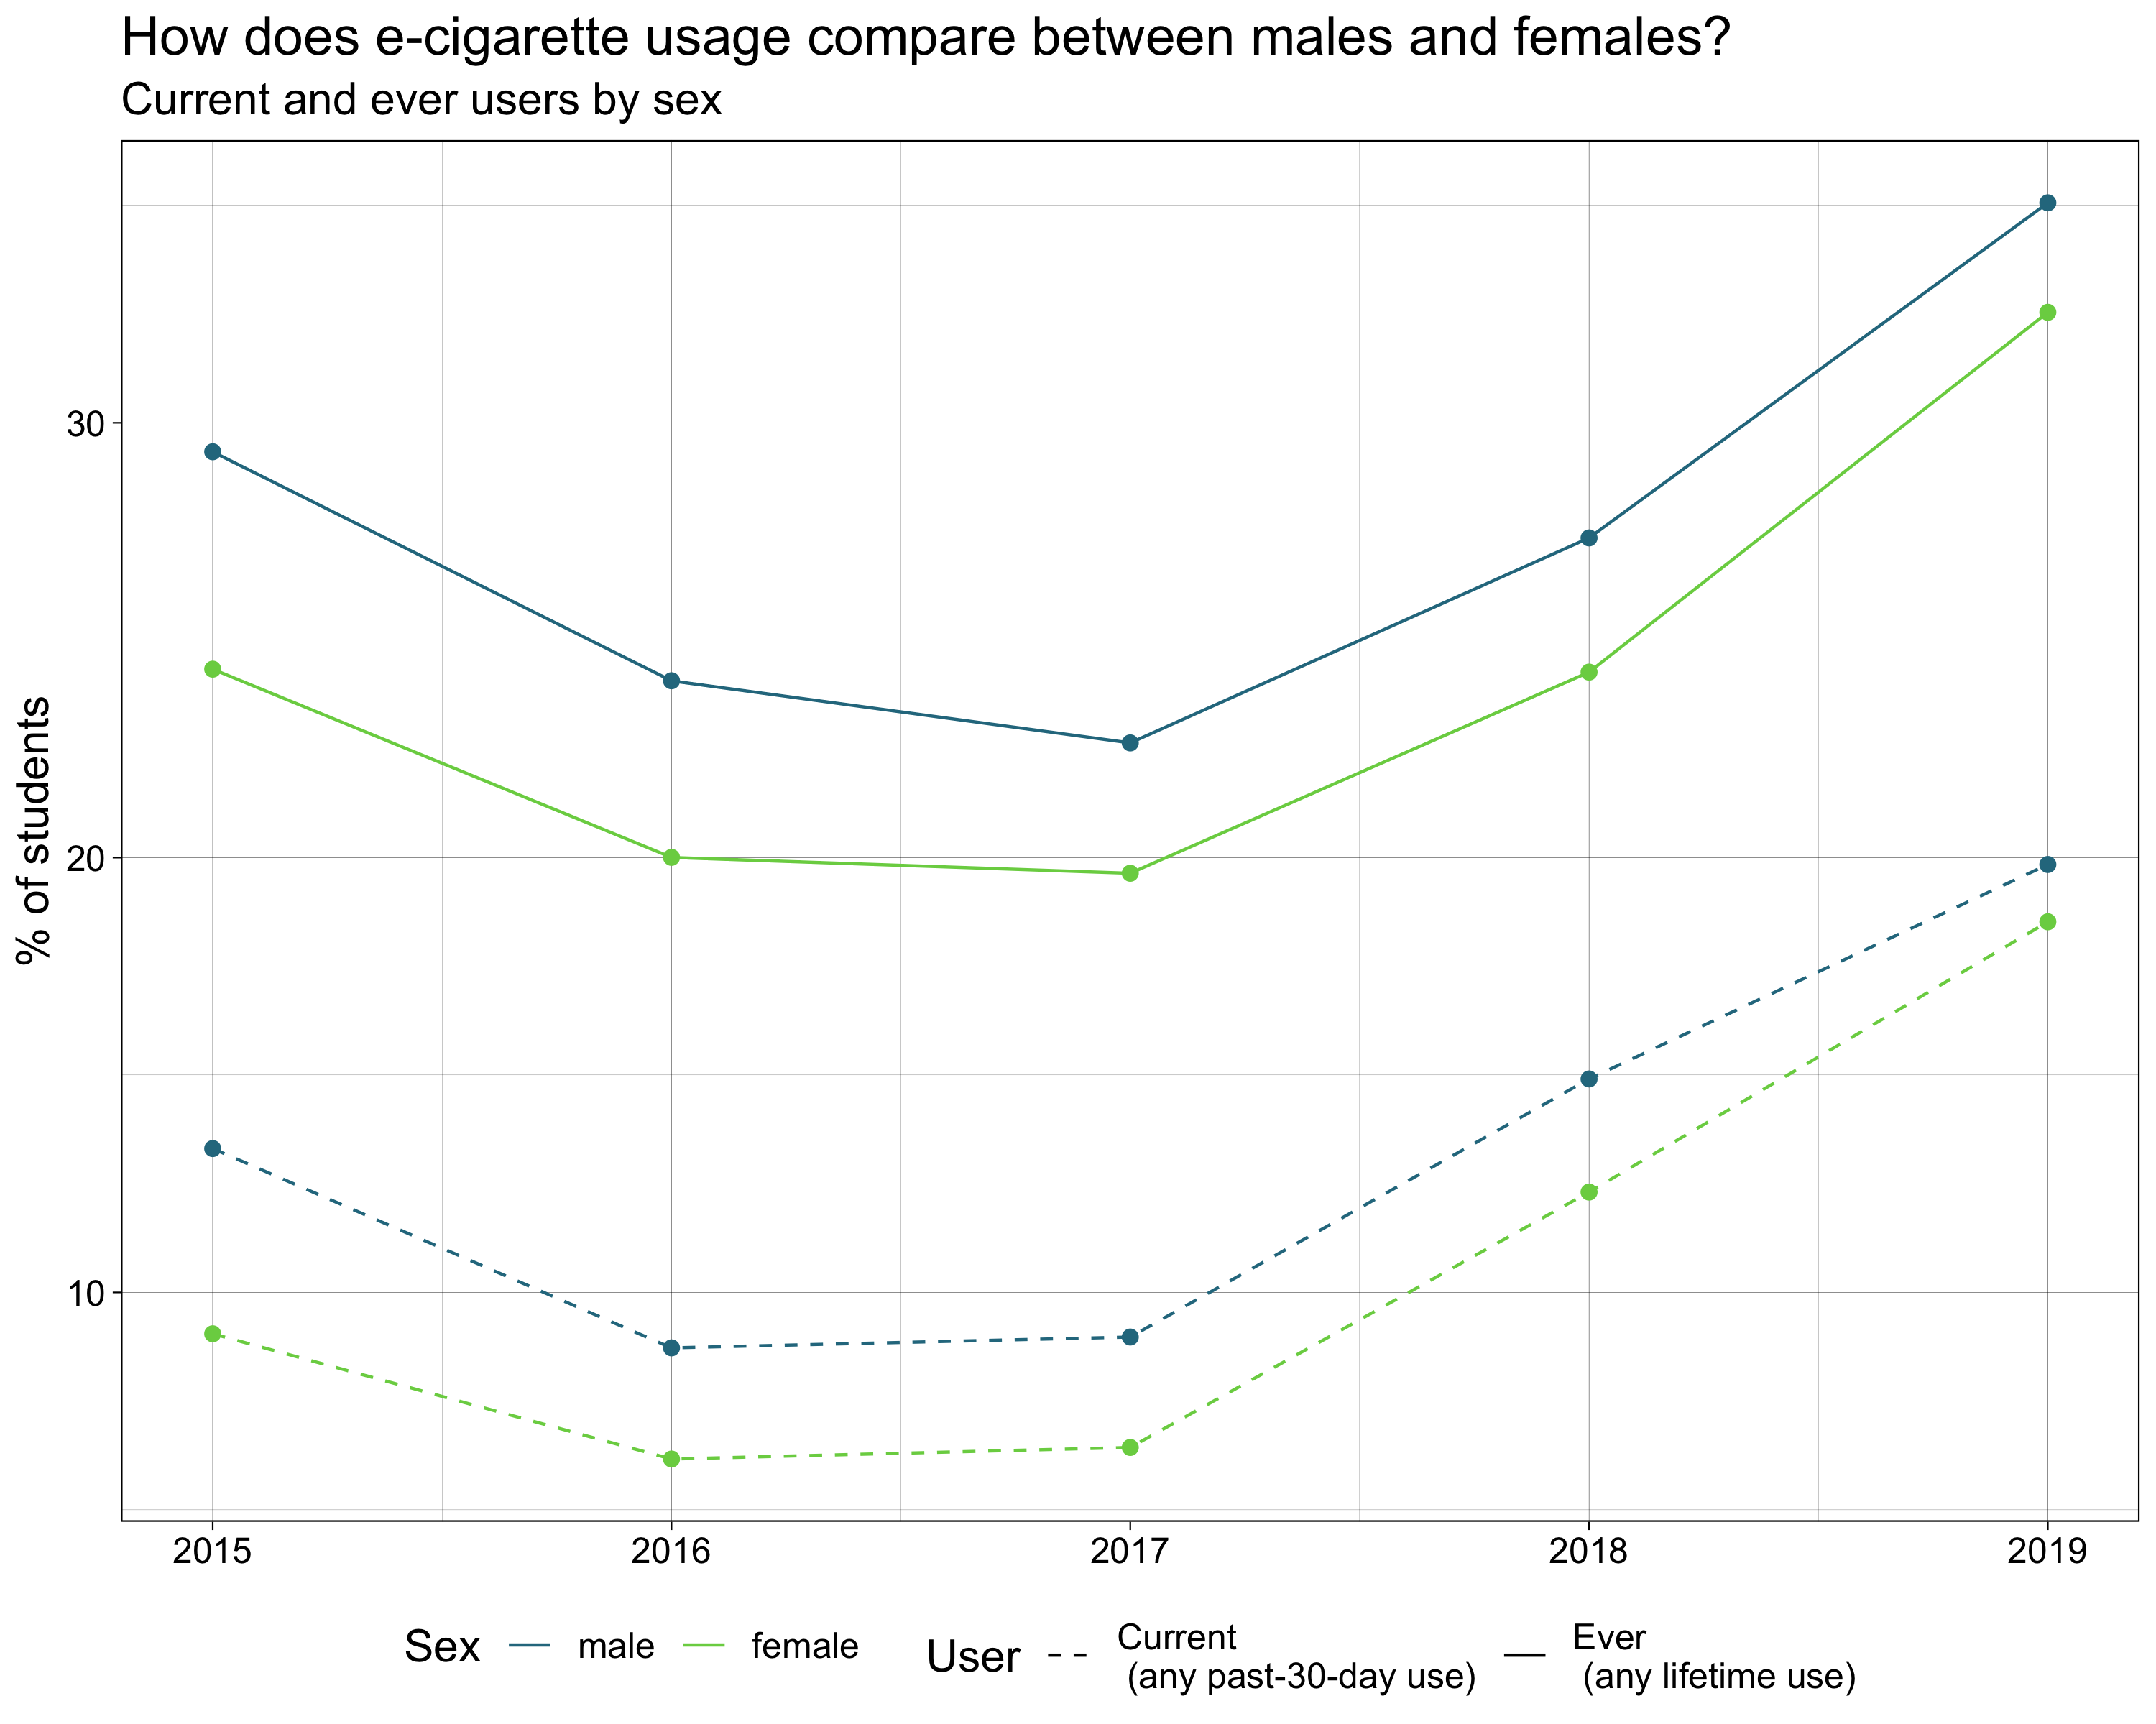 How does e-cigarette usage compare between males and females?
Current and ever users by sex
% of students
30
20
10
2015 2016 2017 2018 2019
Sex male female User Current Ever
(any past-30-day use) (any lifetime use)